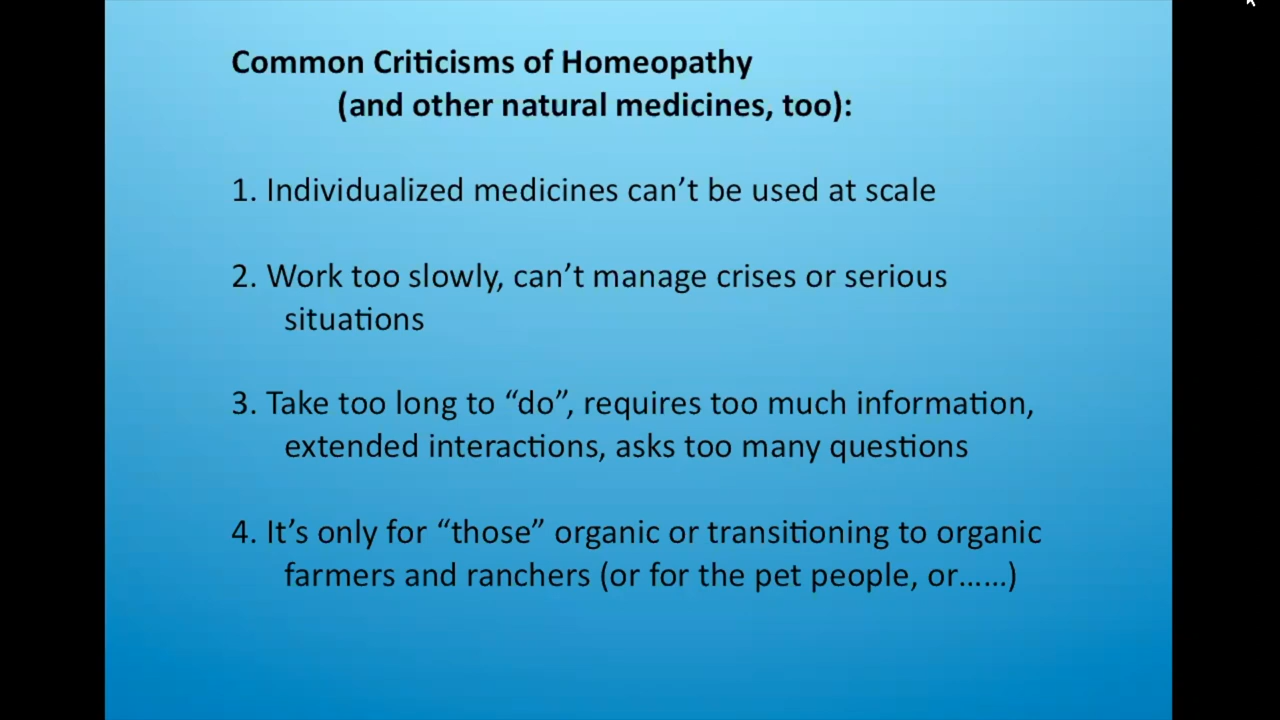 Common Criticisms of Homeopathy
(and other natural medicines, too):
1. Individualized medicines can’t be used at scale
2. Work too slowly, can’t manage crises or serious
situations
3. Take too long to “do”, requires too much information,
extended interactions, asks too many questions
4. It’s only for “those” organic or transitioning to organic
farmers and ranchers (or for the pet people, or……)